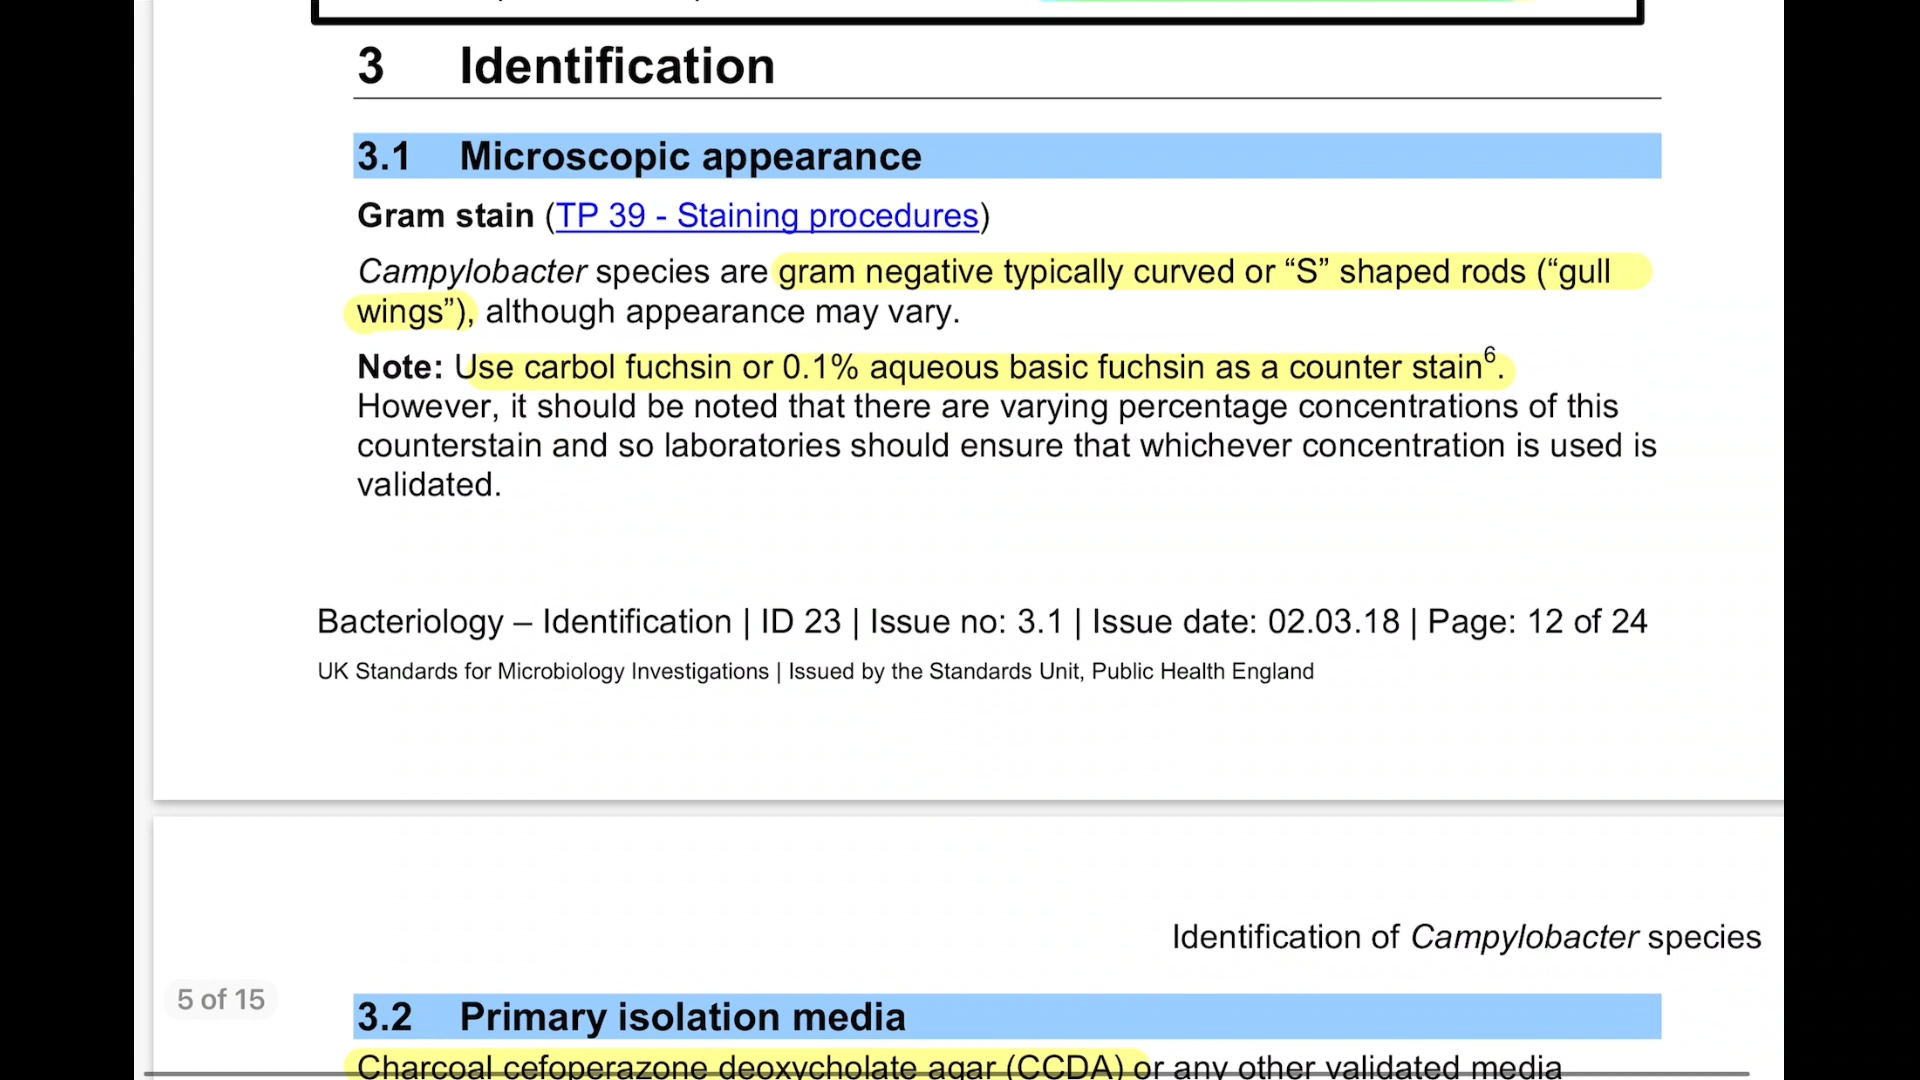 3 Identification
3.1 Microscopic appearance
Gram stain (TP 39 - Staining procedures)
Campylobacter species are gram negative typically curved or “S” shaped rods (“gull
wings”), although appearance may vary.
Note: Use carbol fuchsin or 0.1% aqueous basic fuchsin as a counter stain6.
However, it should be noted that there are varying percentage concentrations of this
counterstain and so laboratories should ensure that whichever concentration is used is
validated.
Bacteriology – Identification | ID 23 | Issue no: 3.1 | Issue date: 02.03.18 | Page: 12 of 24
UK Standards for Microbiology Investigations | Issued by the Standards Unit, Public Health England
Identification of Campylobacter species
5 of 15
3.2 Primary isolation media
Charcoal cefoperazone deoxycholate agar (CCDA) or any other validated media